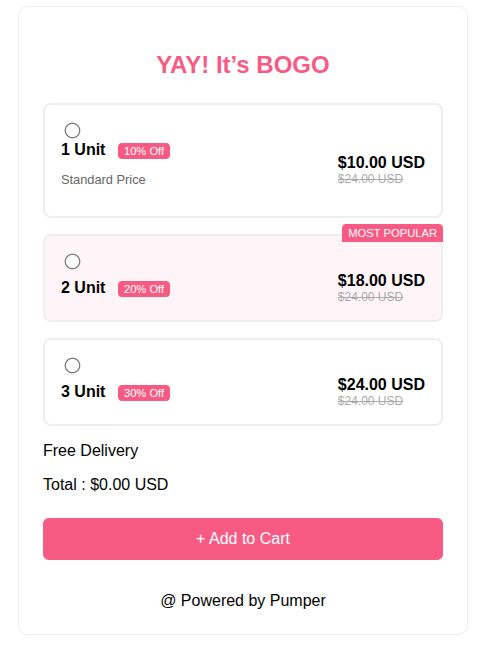 YAY! It’s BOGO
1 Unit 10% Off
Standard Price
$10.00 USD
$24.00 USD
MOST POPULAR
2 Unit 20% Off
$18.00 USD
$24.00 USD
3 Unit 30% Off
$24.00 USD
$24.00 USD
Free Delivery
Total : $0.00 USD
+ Add to Cart
@ Powered by Pumper